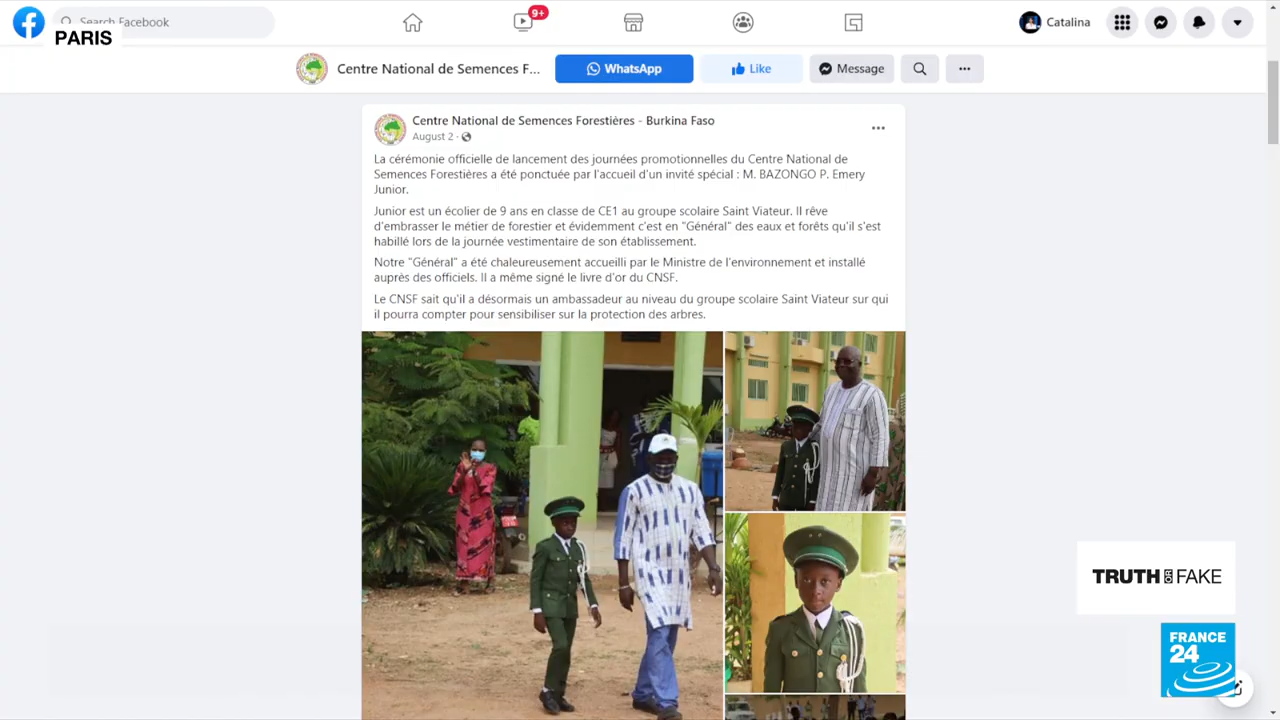 Search Facebook
9+
Catalina
PARIS
Centre National de Semences F...
WhatsApp
Like
Message
Centre National de Semences Forestières - Burkina Faso
August 2 ·
La cérémonie officielle de lancement des journées promotionnelles du Centre National de
Semences Forestières a été ponctuée par l'accueil d'un invité spécial : M. BAZONGO P. Emery
Junior.
Junior est un écolier de 9 ans en classe de CE1 au groupe scolaire Saint Viateur. Il rêve
d'embrasser le métier de forestier et évidemment c'est en "Général" des eaux et forêts qu'il s'est
habillé lors de la journée vestimentaire de son établissement.
Notre "Général" a été chaleureusement accueilli par le Ministre de l'environnement et installé
auprès des officiels. Il a même signé le livre d'or du CNSF.
Le CNSF sait qu'il a désormais un ambassadeur au niveau du groupe scolaire Saint Viateur sur qui
il pourra compter pour sensibiliser sur la protection des arbres.
TRUTH OR FAKE
FRANCE
24